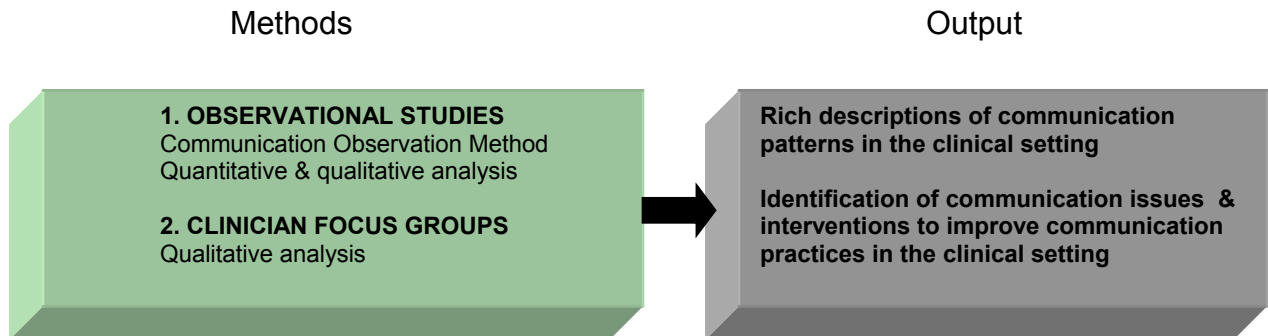 Methods
Output
1. OBSERVATIONAL STUDIES
Communication Observation Method
Quantitative & qualitative analysis
2. CLINICIAN FOCUS GROUPS
Qualitative analysis
Rich descriptions of communication
patterns in the clinical setting
Identification of communication issues &
interventions to improve communication
practices in the clinical setting